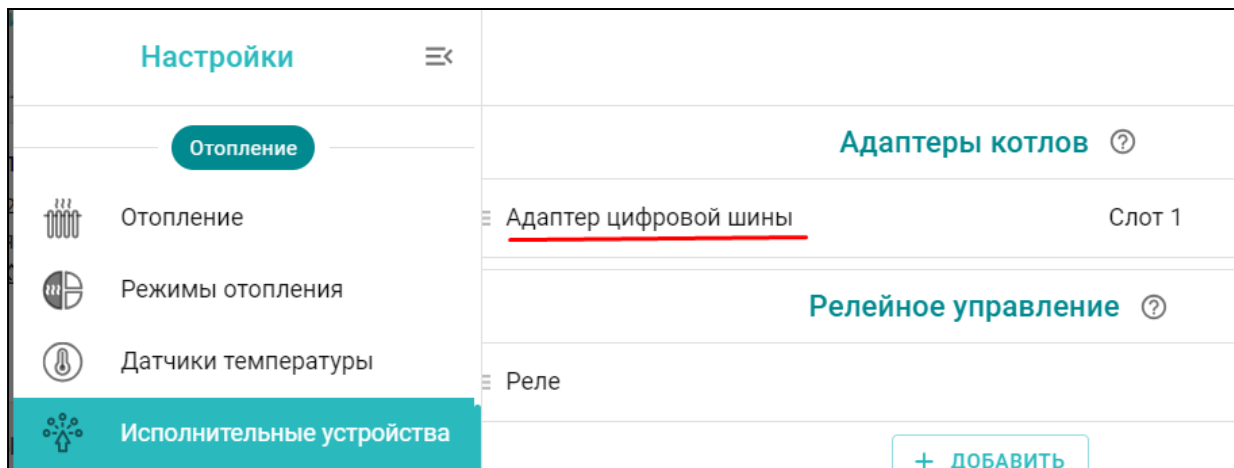 Настройки
Отопление
Отопление
Режимы отопления
Датчики температуры
Исполнительные устройства
Адаптеры котлов
Адаптер цифровой шины Слот 1
Релейное управление
Реле
+ ДОБАВИТЬ